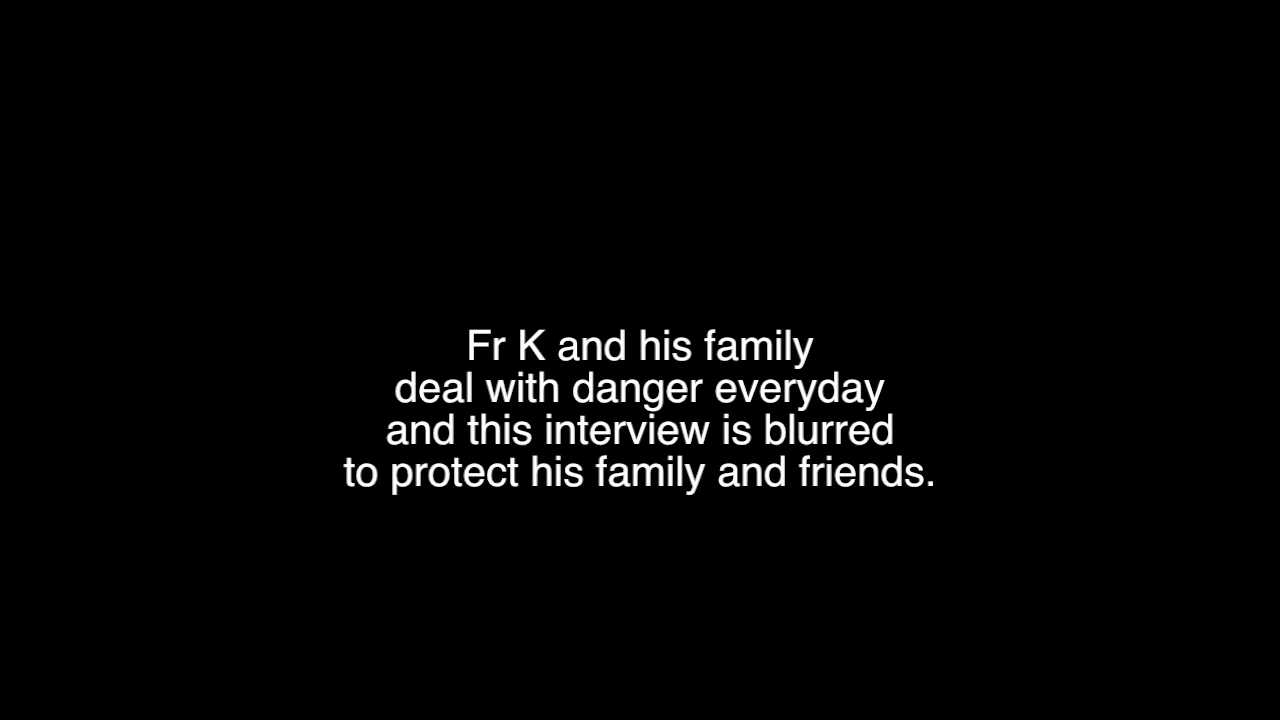 Fr K and his family
deal with danger everyday
and this interview is blurred
to protect his family and friends.